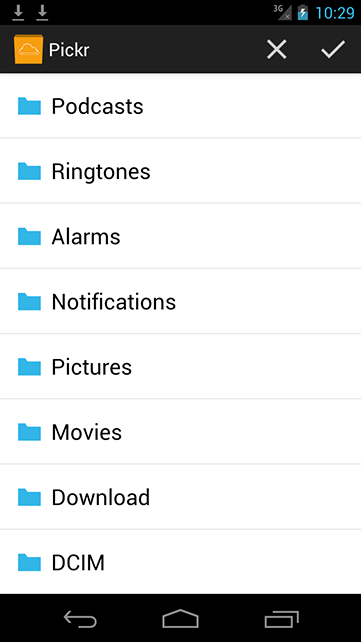 3G 10:29
Pickr
Podcasts
Ringtones
Alarms
Notifications
Pictures
Movies
Download
DCIM